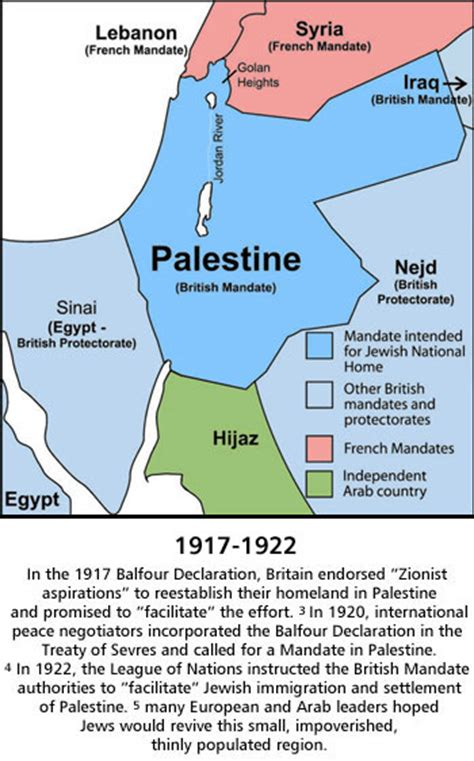 Lebanon
(French Mandate)
Syria
(French Mandate)
Golan
Heights
Iraq
(British Mandate)
Jordan River
Palestine
(British Mandate)
Nejd
(British
Protectorate)
Sinai
(Egypt -
British Protectorate)
Mandate intended
for Jewish National
Home
Other British
mandates and
protectorates
French Mandates
Independent
Arab country
Hijaz
Egypt
1917-1922
In the 1917 Balfour Declaration, Britain endorsed “Zionist
aspirations” to reestablish their homeland in Palestine
and promised to “facilitate” the effort. 3 In 1920, international
peace negotiators incorporated the Balfour Declaration in the
Treaty of Sevres and called for a Mandate in Palestine.
4 In 1922, the League of Nations instructed the British Mandate
authorities to “facilitate” Jewish immigration and settlement
of Palestine. 5 many European and Arab leaders hoped
Jews would revive this small, impoverished,
thinly populated region.